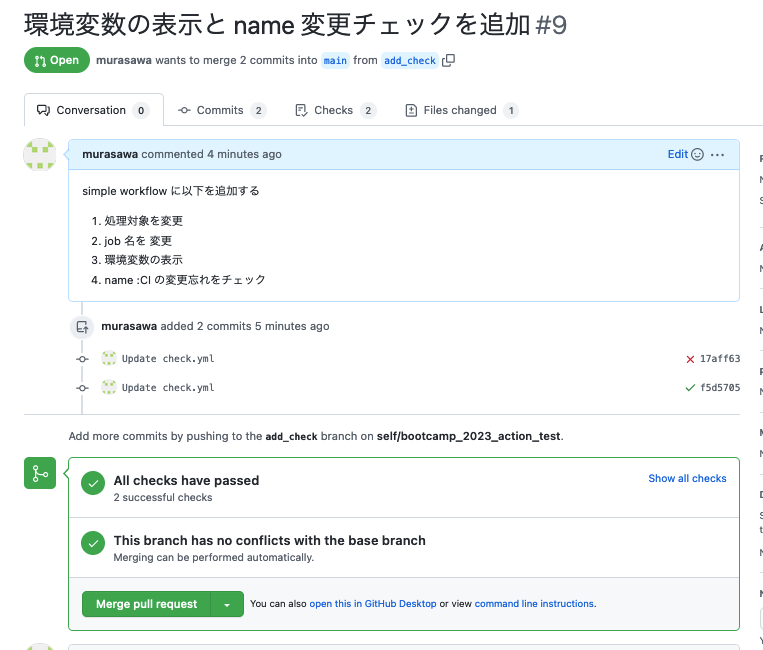 環境変数の表示と name 変更チェックを追加 #9
Open murasawa wants to merge 2 commits into main from add_check
Conversation 0 Commits 2 Checks 2 Files changed 1
murasawa commented 4 minutes ago Edit
simple workflow に以下を追加する
1. 処理対象を変更
2. job 名を 変更
3. 環境変数の表示
4. name :CI の変更忘れをチェック
murasawa added 2 commits 5 minutes ago
Update check.yml 17aff63
Update check.yml f5d5705
Add more commits by pushing to the add_check branch on self/bootcamp_2023_action_test.
All checks have passed Show all checks
2 successful checks
This branch has no conflicts with the base branch
Merging can be performed automatically.
Merge pull request You can also open this in GitHub Desktop or view command line instructions.